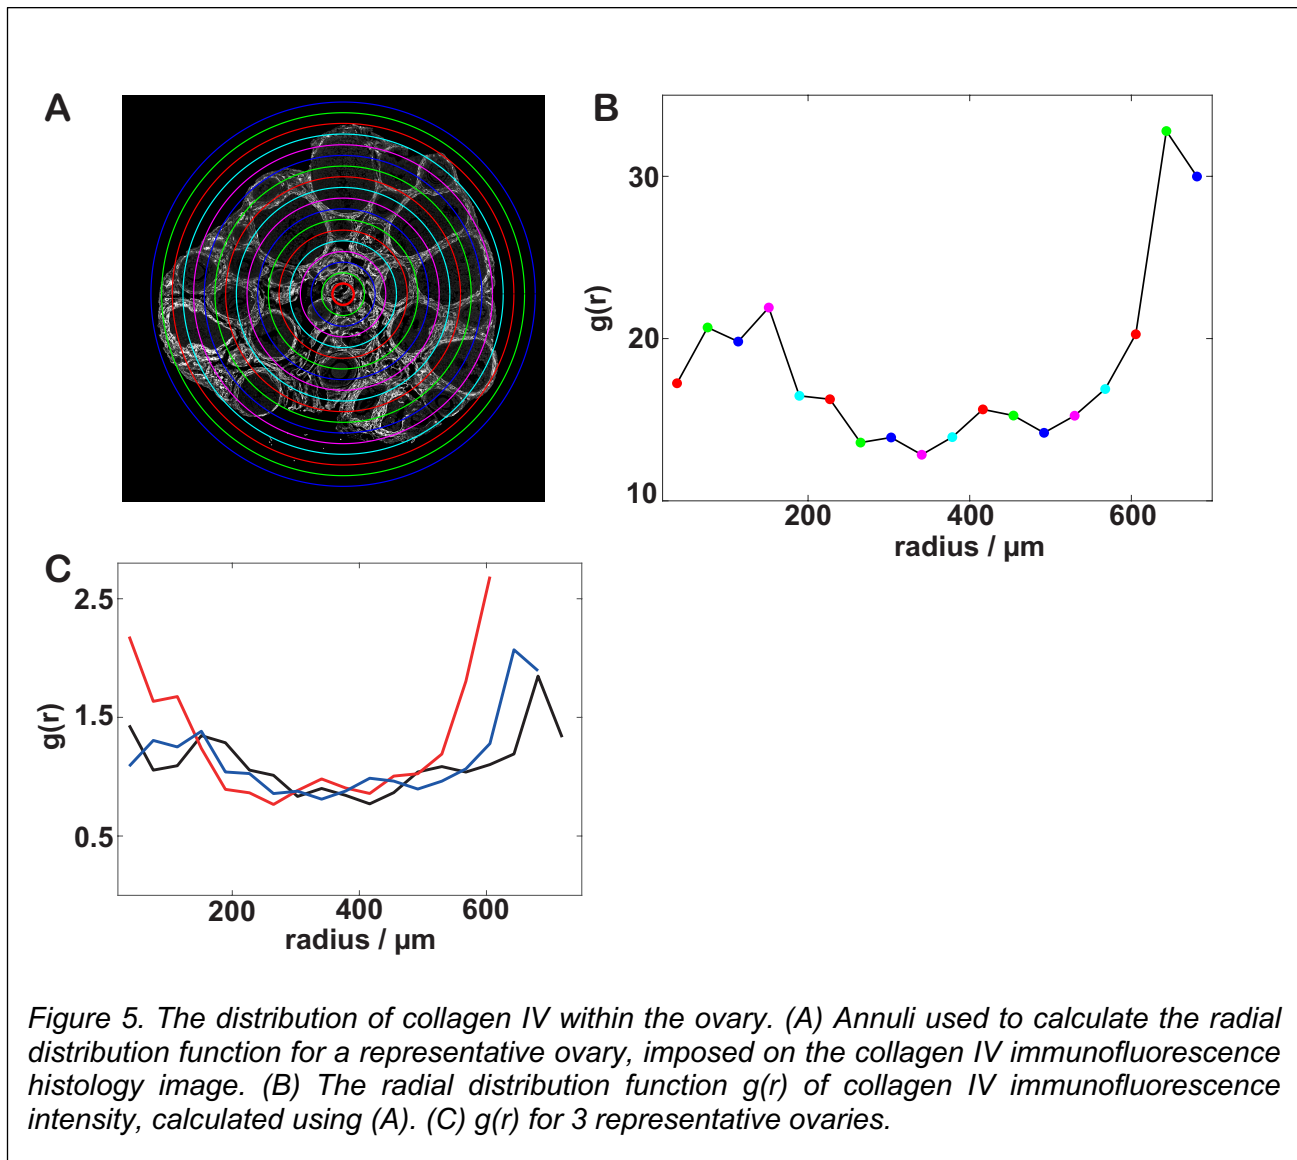 A
B
g(r)
30
20
10
200 400 600
radius / µm
C
g(r)
2.5
1.5
0.5
200 400 600
radius / µm
Figure 5. The distribution of collagen IV within the ovary. (A) Annuli used to calculate the radial
distribution function for a representative ovary, imposed on the collagen IV immunofluorescence
histology image. (B) The radial distribution function g(r) of collagen IV immunofluorescence
intensity, calculated using (A). (C) g(r) for 3 representative ovaries.